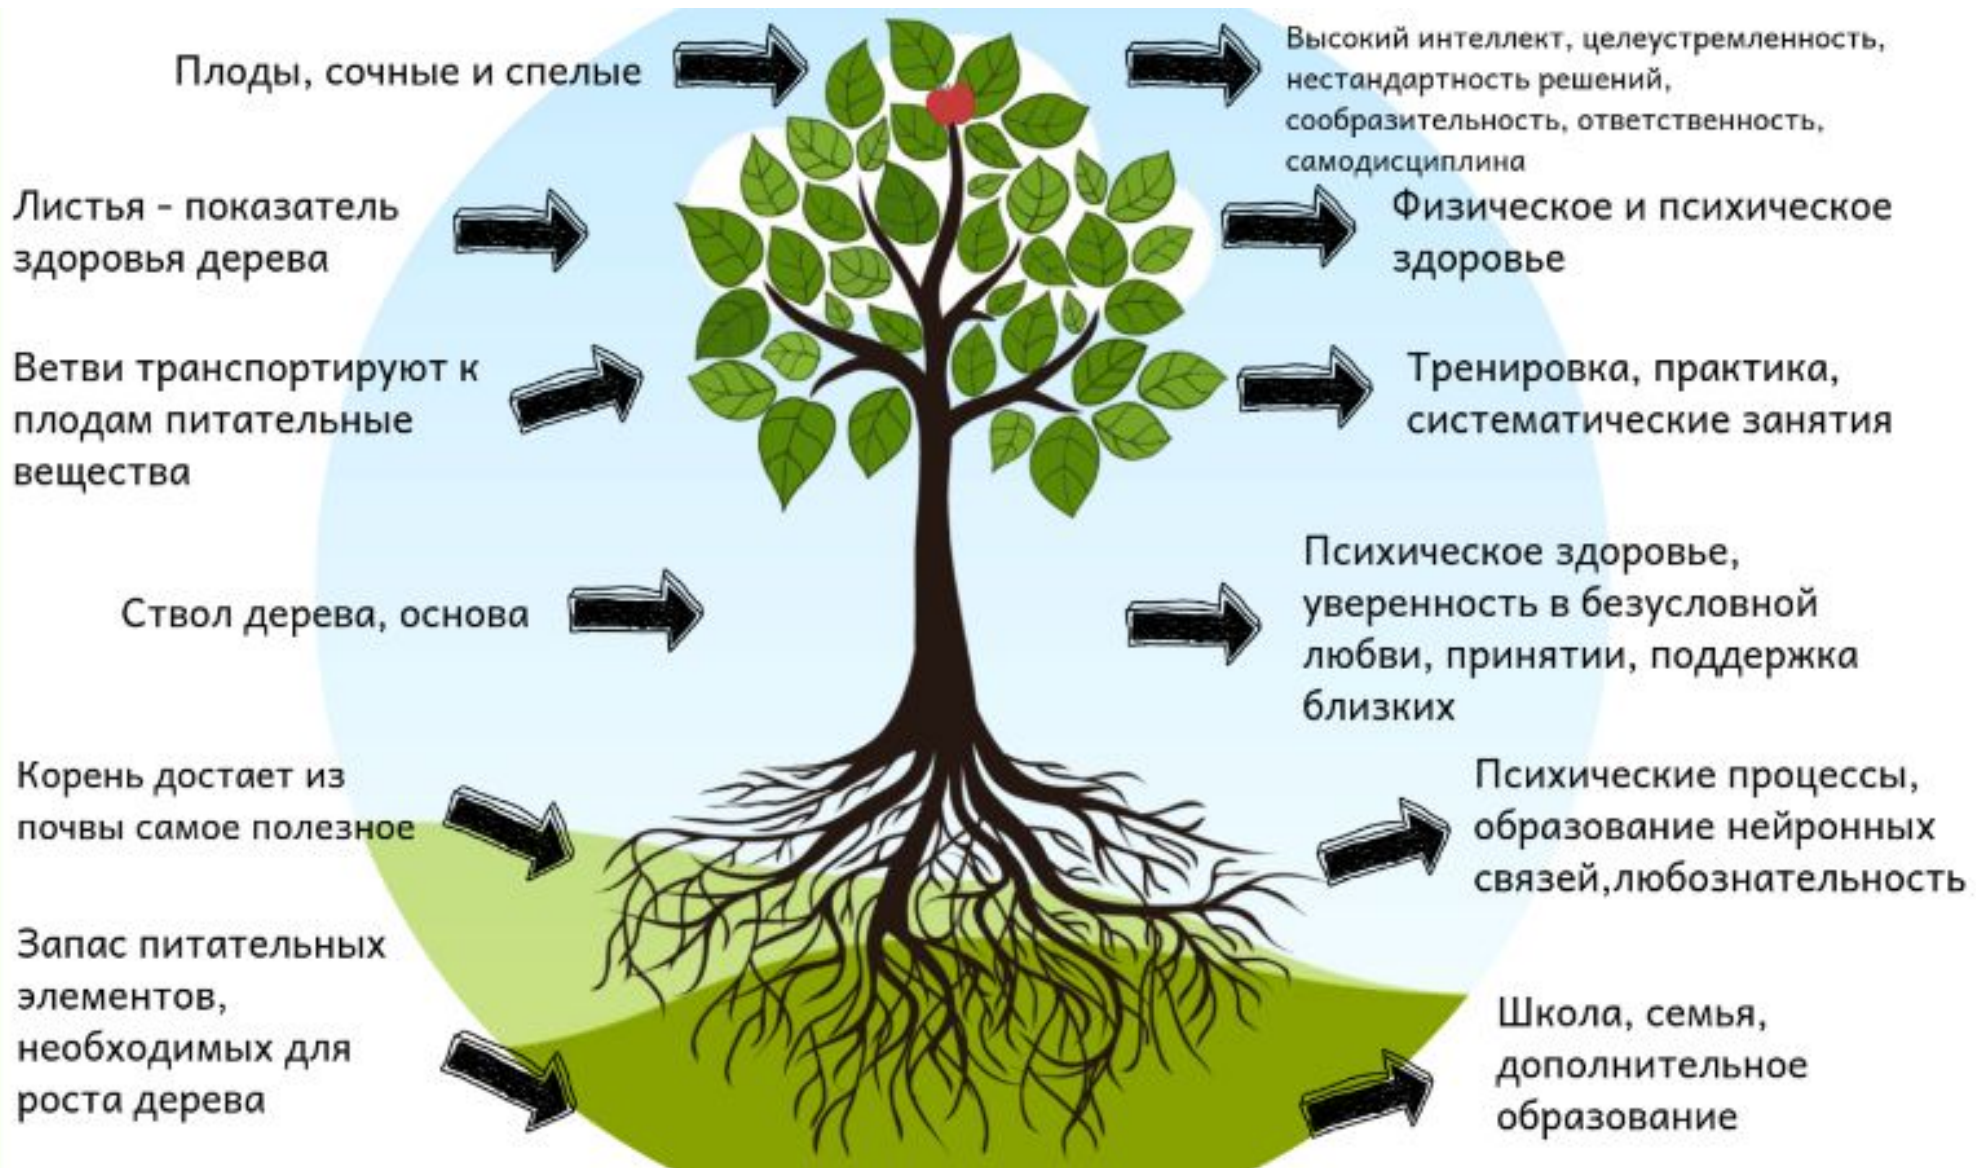 Плоды, сочные и спелые
Высокий интеллект, целеустремленность,
нестандартность решений,
сообразительность, ответственность,
самодисциплина
Листья - показатель
здоровья дерева
Физическое и психическое
здоровье
Ветви транспортируют к
плодам питательные
вещества
Тренировка, практика,
систематические занятия
Ствол дерева, основа
Психическое здоровье,
уверенность в безусловной
любви, принятии, поддержка
близких
Корень достает из
почвы самое полезное
Психические процессы,
образование нейронных
связей,любознательность
Запас питательных
элементов,
необходимых для
роста дерева
Школа, семья,
дополнительное
образование